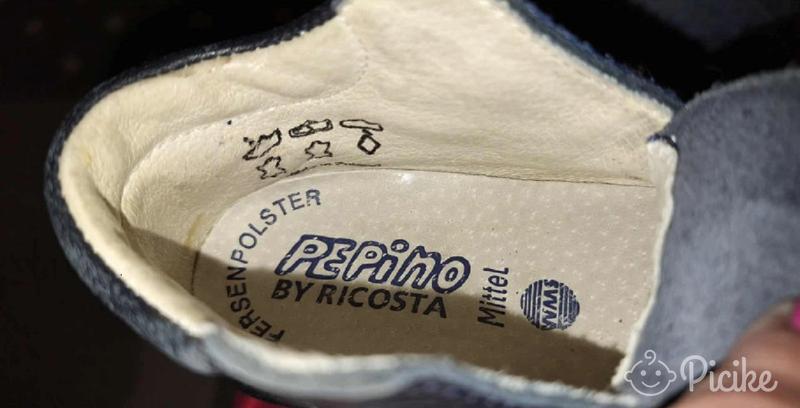 FERSENPOLSTER
PEPINO
BY RICOSTA
Mittel
WMS
Picike